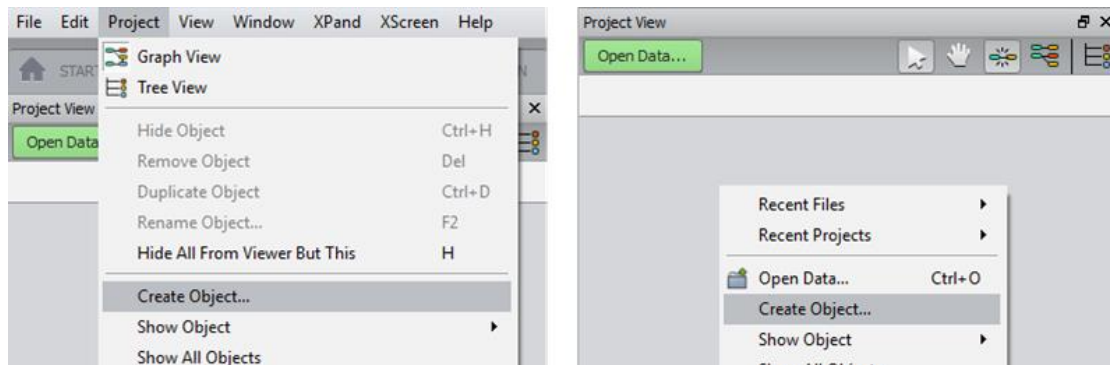 File Edit Project View Window XPand XScreen Help
Graph View
START
Tree View
Project View
Open Data
Hide Object Ctrl+H
Remove Object Del
Duplicate Object Ctrl+D
Rename Object... F2
Hide All From Viewer But This H
Create Object...
Show Object
Show All Objects
Project View
Open Data...
Recent Files
Recent Projects
Open Data... Ctrl+O
Create Object...
Show Object